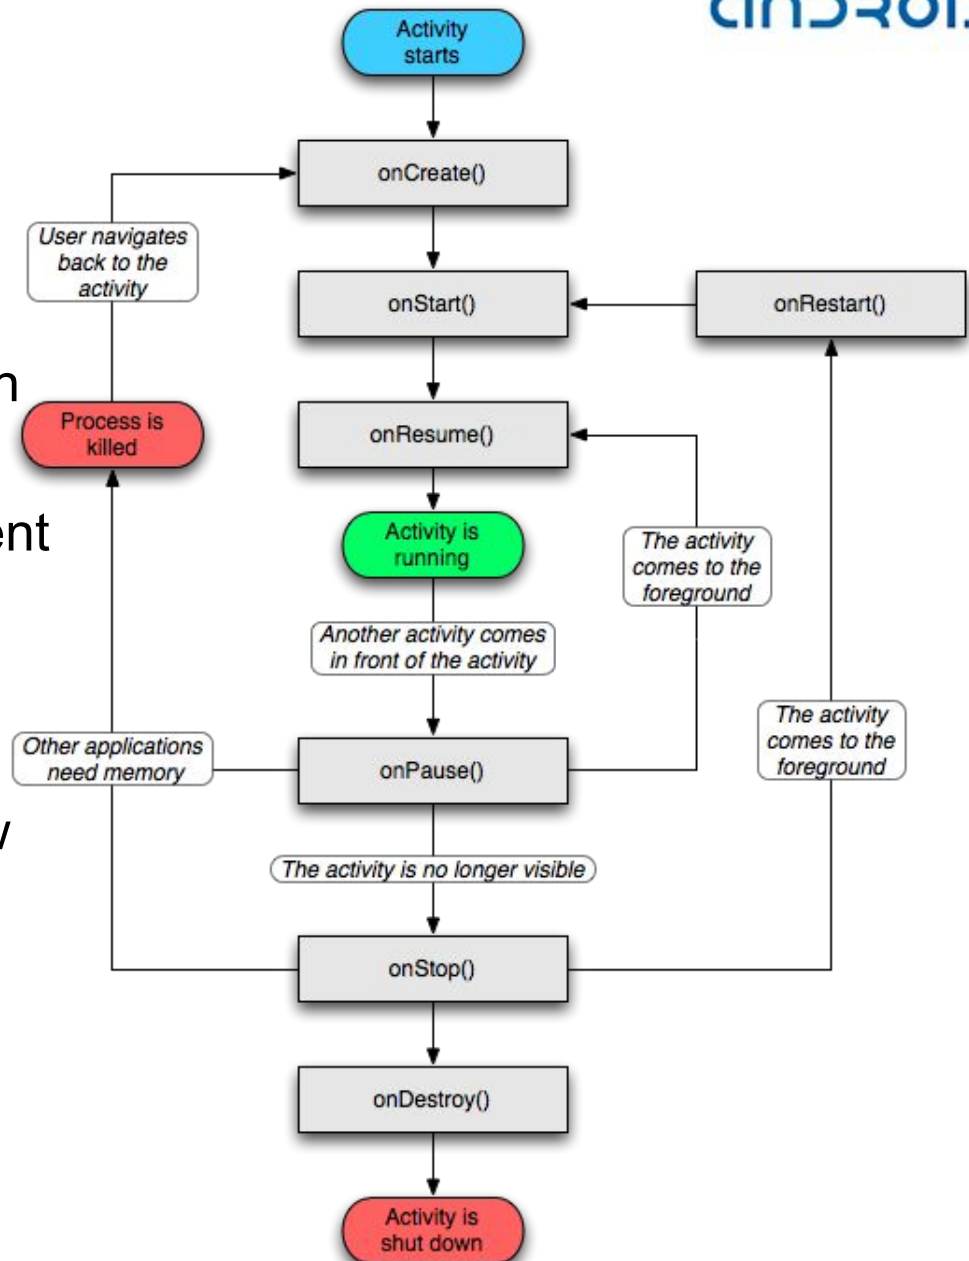 Activity
starts
onCreate()
User navigates
back to the
activity
onStart()
onRestart()
Process is
killed
onResume()
Activity is
running
The activity
comes to the
foreground
Another activity comes
in front of the activity
The activity
comes to the
foreground
Other applications
need memory
onPause()
The activity is no longer visible
onStop()
onDestroy()
Activity is
shut down